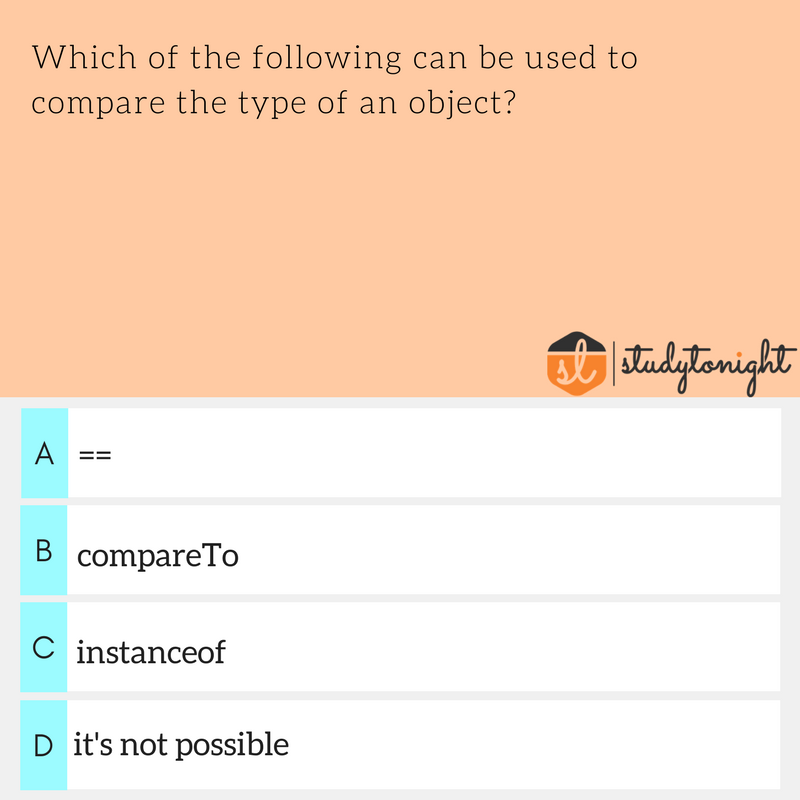 Which of the following can be used to
compare the type of an object?
sl studytonight
A ==
B compareTo
C instanceof
D it's not possible